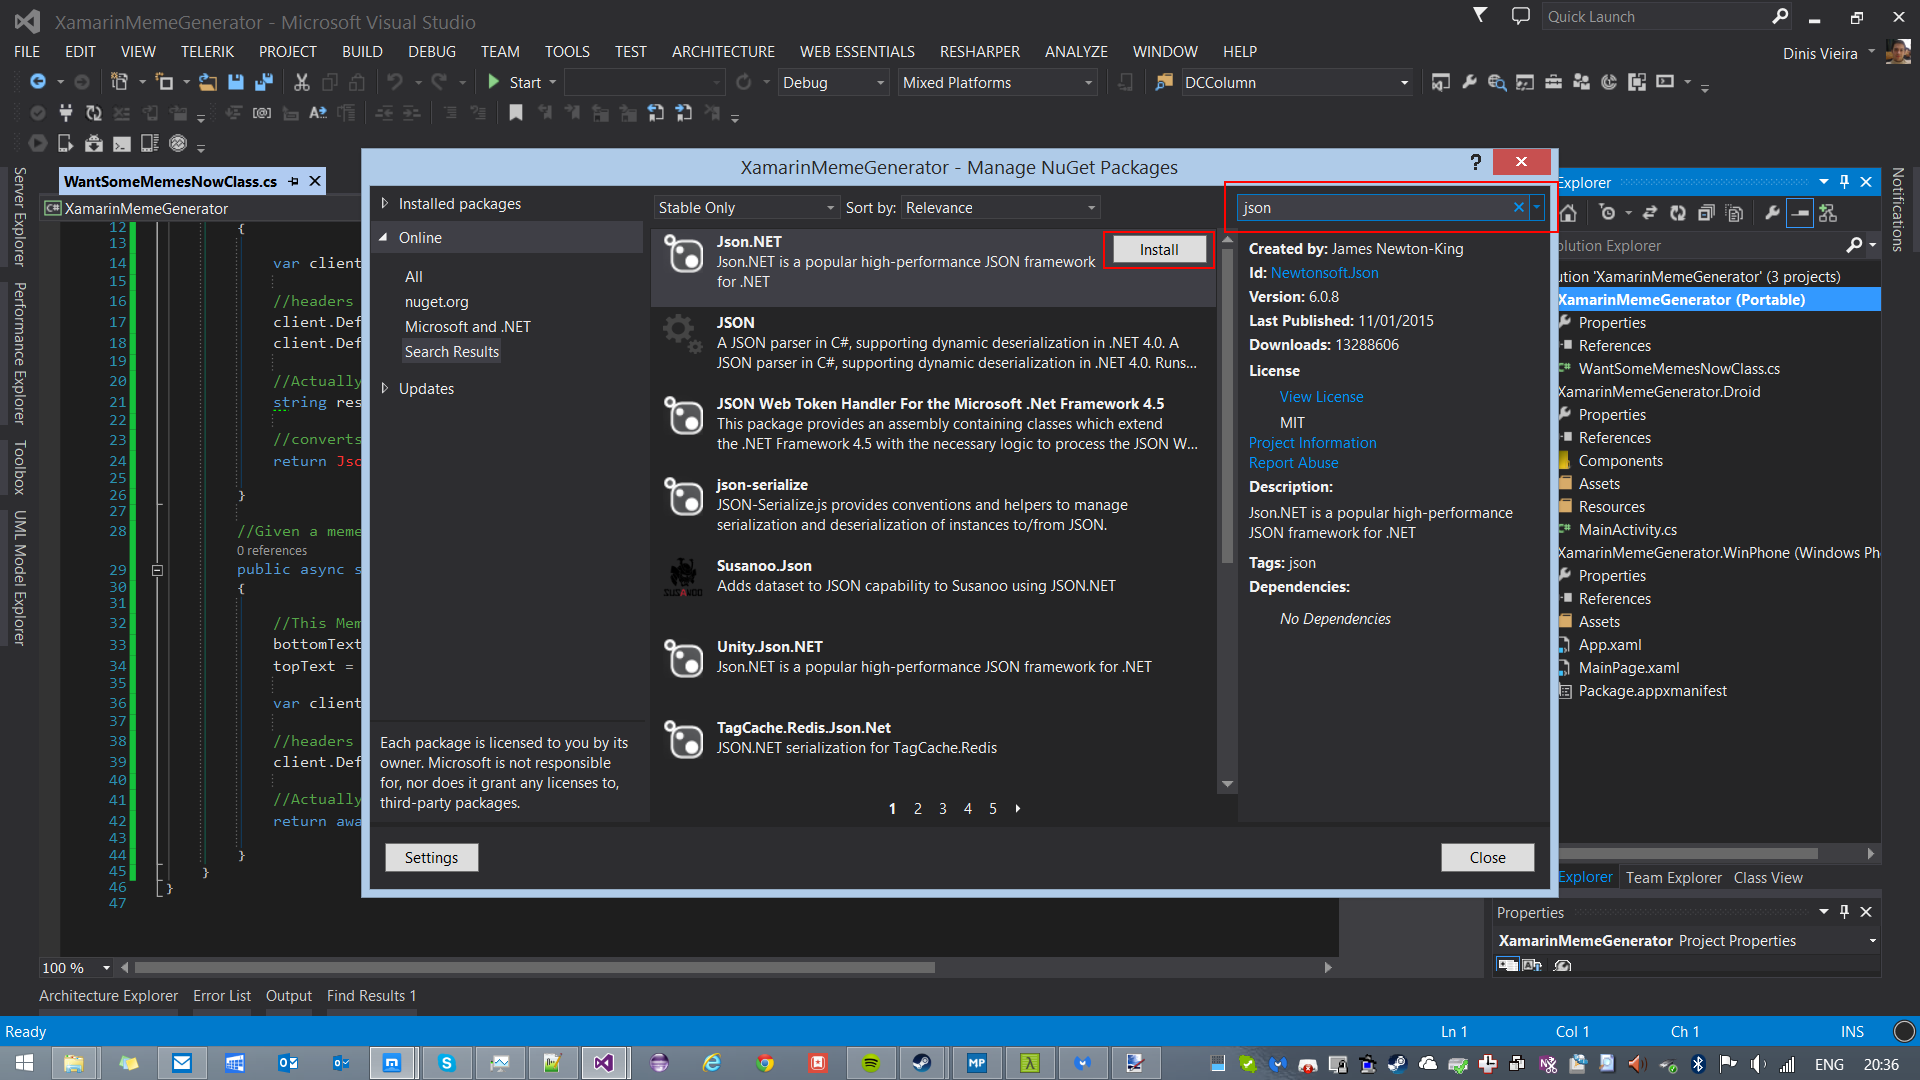 XamarinMemeGenerator - Microsoft Visual Studio
Quick Launch
FILE EDIT VIEW TELERIK PROJECT BUILD DEBUG TEAM TOOLS TEST ARCHITECTURE WEB ESSENTIALS RESHARPER ANALYZE WINDOW HELP
Dinis Vieira
Start Debug Mixed Platforms DCColumn
Server Explorer
Performance Explorer
Toolbox
UML Model Explorer
WantSomeMemesNowClass.cs
XamarinMemeGenerator
12 {
13
14 var client
15
16 //headers
17 client.Def
18 client.Def
19
20 //Actually
21 string res
22
23 //converts
24 return Jso
25
26 }
27
28 //Given a meme
0 references
29 public async s
30 {
31
32 //This Mem
33 bottomText
34 topText =
35
36 var client
37
38 //headers
39 client.Def
40
41 //Actually
42 return awa
43
44 }
45 }
46 }
47
100 %
XamarinMemeGenerator - Manage NuGet Packages
?
Installed packages
Online
All
nuget.org
Microsoft and .NET
Search Results
Updates
Each package is licensed to you by its
owner. Microsoft is not responsible
for, nor does it grant any licenses to,
third-party packages.
Settings
Stable Only Sort by: Relevance
Json.NET
Json.NET is a popular high-performance JSON framework
for .NET
Install
JSON
A JSON parser in C#, supporting dynamic deserialization in .NET 4.0. A
JSON parser in C#, supporting dynamic deserialization in .NET 4.0. Runs...
JSON Web Token Handler For the Microsoft .Net Framework 4.5
This package provides an assembly containing classes which extend
the .NET Framework 4.5 with the necessary logic to process the JSON W...
json-serialize
JSON-Serialize.js provides conventions and helpers to manage
serialization and deserialization of instances to/from JSON.
SUSANOO
Susanoo.Json
Adds dataset to JSON capability to Susanoo using JSON.NET
Unity.Json.NET
Json.NET is a popular high-performance JSON framework for .NET
TagCache.Redis.Json.Net
JSON.NET serialization for TagCache.Redis
1 2 3 4 5
json
Created by: James Newton-King
Id: Newtonsoft.Json
Version: 6.0.8
Last Published: 11/01/2015
Downloads: 13288606
License
View License
MIT
Project Information
Report Abuse
Description:
Json.NET is a popular high-performance
JSON framework for .NET
Tags: json
Dependencies:
No Dependencies
Close
Explorer
olution Explorer
ution 'XamarinMemeGenerator' (3 projects)
XamarinMemeGenerator (Portable)
Properties
References
WantSomeMemesNowClass.cs
XamarinMemeGenerator.Droid
Properties
References
Components
Assets
Resources
MainActivity.cs
XamarinMemeGenerator.WinPhone (Windows Ph
Properties
References
Assets
App.xaml
MainPage.xaml
Package.appxmanifest
Notifications
Explorer Team Explorer Class View
Properties
XamarinMemeGenerator Project Properties
Architecture Explorer Error List Output Find Results 1
Ready
Ln 1 Col 1 Ch 1 INS
MP
ENG 20:36